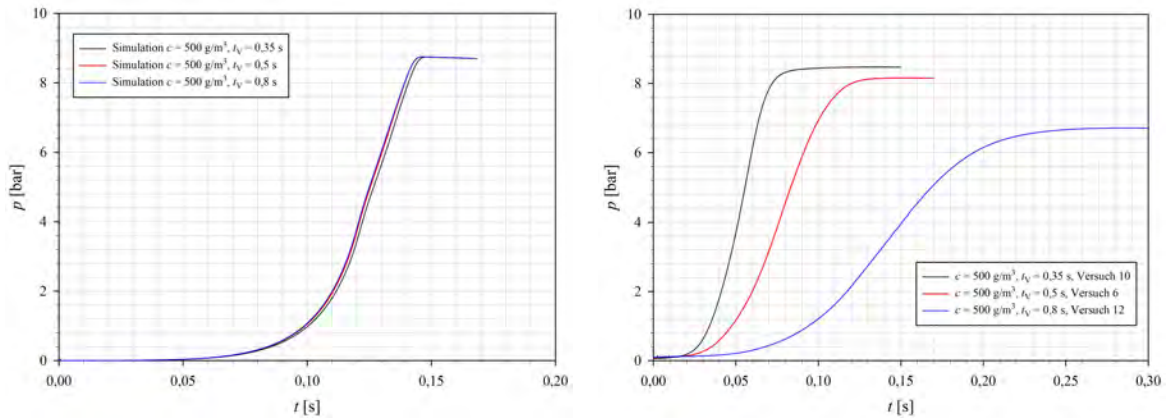 10
8
6
4
2
0
p [bar]
Simulation c = 500 g/m³, tV = 0,35 s
Simulation c = 500 g/m³, tV = 0,5 s
Simulation c = 500 g/m³, tV = 0,8 s
0,00 0,05 0,10 0,15 0,20
t [s]
10
8
6
4
2
0
p [bar]
c = 500 g/m³, tV = 0,35 s, Versuch 10
c = 500 g/m³, tV = 0,5 s, Versuch 6
c = 500 g/m³, tV = 0,8 s, Versuch 12
0,00 0,05 0,10 0,15 0,20 0,25 0,30
t [s]